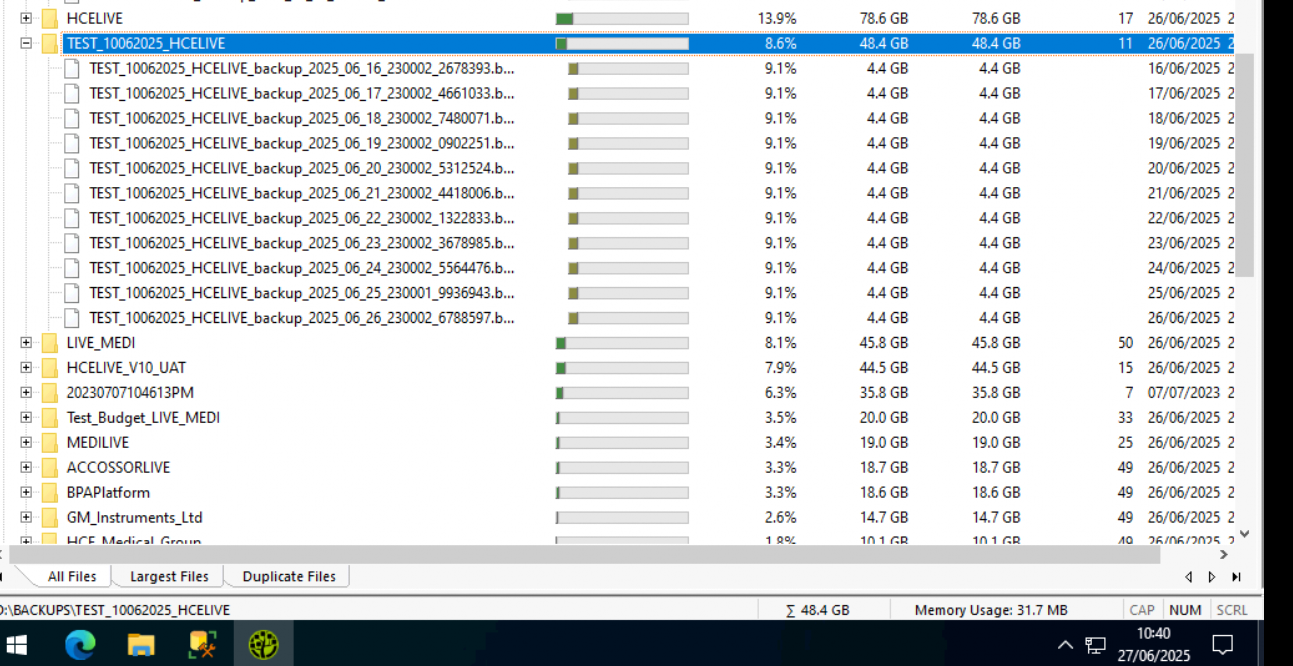 HCELIVE 13.9% 78.6 GB 78.6 GB 17 26/06/2025 2
TEST_10062025_HCELIVE 8.6% 48.4 GB 48.4 GB 11 26/06/2025 2
TEST_10062025_HCELIVE_backup_2025_06_16_230002_2678393.b... 9.1% 4.4 GB 4.4 GB 16/06/2025 2
TEST_10062025_HCELIVE_backup_2025_06_17_230002_4661033.b... 9.1% 4.4 GB 4.4 GB 17/06/2025 2
TEST_10062025_HCELIVE_backup_2025_06_18_230002_7480071.b... 9.1% 4.4 GB 4.4 GB 18/06/2025 2
TEST_10062025_HCELIVE_backup_2025_06_19_230002_0902251.b... 9.1% 4.4 GB 4.4 GB 19/06/2025 2
TEST_10062025_HCELIVE_backup_2025_06_20_230002_5312524.b... 9.1% 4.4 GB 4.4 GB 20/06/2025 2
TEST_10062025_HCELIVE_backup_2025_06_21_230002_4418006.b... 9.1% 4.4 GB 4.4 GB 21/06/2025 2
TEST_10062025_HCELIVE_backup_2025_06_22_230002_1322833.b... 9.1% 4.4 GB 4.4 GB 22/06/2025 2
TEST_10062025_HCELIVE_backup_2025_06_23_230002_3678985.b... 9.1% 4.4 GB 4.4 GB 23/06/2025 2
TEST_10062025_HCELIVE_backup_2025_06_24_230002_5564476.b... 9.1% 4.4 GB 4.4 GB 24/06/2025 2
TEST_10062025_HCELIVE_backup_2025_06_25_230001_9936943.b... 9.1% 4.4 GB 4.4 GB 25/06/2025 2
TEST_10062025_HCELIVE_backup_2025_06_26_230002_6788597.b... 9.1% 4.4 GB 4.4 GB 26/06/2025 2
LIVE_MEDI 8.1% 45.8 GB 45.8 GB 50 26/06/2025 2
HCELIVE_V10_UAT 7.9% 44.5 GB 44.5 GB 15 26/06/2025 2
20230707104613PM 6.3% 35.8 GB 35.8 GB 7 07/07/2023 2
Test_Budget_LIVE_MEDI 3.5% 20.0 GB 20.0 GB 33 26/06/2025 2
MEDILIVE 3.4% 19.0 GB 19.0 GB 25 26/06/2025 2
ACCOSSORLIVE 3.3% 18.7 GB 18.7 GB 49 26/06/2025 2
BPAPlatform 3.3% 18.6 GB 18.6 GB 49 26/06/2025 2
GM_Instruments_Ltd 2.6% 14.7 GB 14.7 GB 49 26/06/2025 2
HCE_Medical_Group 1.8% 10.1 GB 10.1 GB 49 26/06/2025 2
All Files Largest Files Duplicate Files
D:\BACKUPS\TEST_10062025_HCELIVE Σ 48.4 GB Memory Usage: 31.7 MB CAP NUM SCRL
10:40
27/06/2025